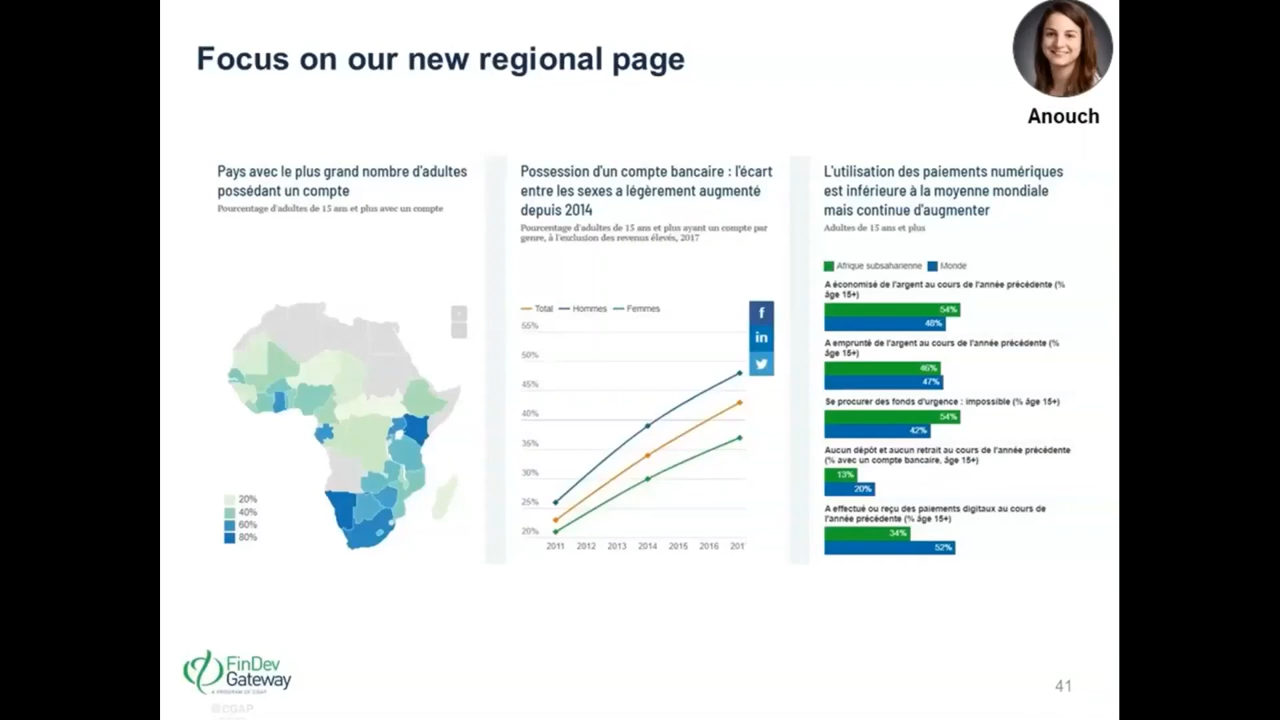 Focus on our new regional page
Anouch
Pays avec le plus grand nombre d'adultes
possédant un compte
Pourcentage d'adultes de 15 ans et plus avec un compte
20%
40%
60%
80%
Possession d'un compte bancaire : l'écart
entre les sexes a légèrement augmenté
depuis 2014
Pourcentage d'adultes de 15 ans et plus ayant un compte par
genre, à l'exclusion des revenus élevés, 2017
Total Hommes Femmes
55%
50%
45%
40%
35%
30%
25%
20%
2011 2012 2013 2014 2015 2016 201
f
in
L'utilisation des paiements numériques
est inférieure à la moyenne mondiale
mais continue d'augmenter
Adultes de 15 ans et plus
Afrique subsaharienne Monde
A économisé de l'argent au cours de l'année précédente (%
âge 15+)
54%
48%
A emprunté de l'argent au cours de l'année précédente (%
âge 15+)
46%
47%
Se procurer des fonds d'urgence : impossible (% âge 15+)
54%
42%
Aucun dépôt et aucun retrait au cours de l'année précédente
(% avec un compte bancaire, âge 15+)
13%
20%
A effectué ou reçu des paiements digitaux au cours de
l'année précédente (% âge 15+)
34%
52%
FinDev
Gateway
A PROGRAM OF CGAP
41